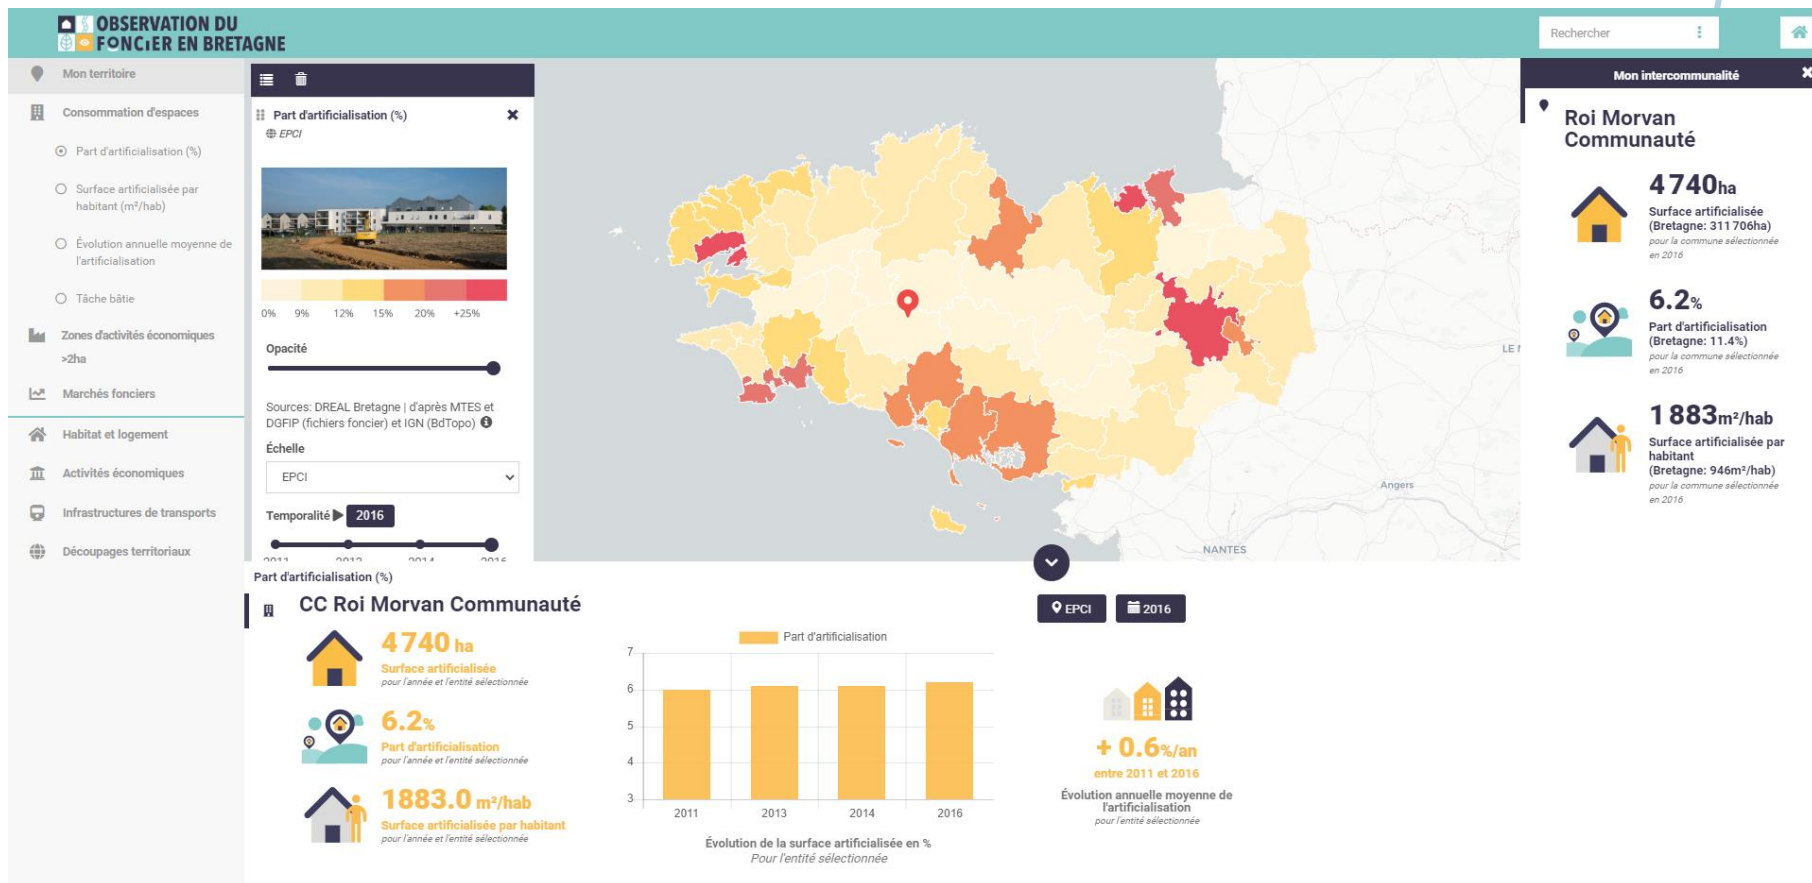 OBSERVATION DU
FONCIER EN BRETAGNE
Rechercher
Mon territoire
Consommation d'espaces
Part d'artificialisation (%)
Surface artificialisée par
habitant (m²/hab)
Évolution annuelle moyenne de
l'artificialisation
Tâche bâtie
Zones d'activités économiques
>2ha
Marchés fonciers
Habitat et logement
Activités économiques
Infrastructures de transports
Découpages territoriaux
Part d'artificialisation (%)
EPCI
0% 9% 12% 15% 20% +25%
Opacité
Sources: DREAL Bretagne | d'après MTES et
DGFIP (fichiers foncier) et IGN (BdTopo)
Échelle
EPCI
Temporalité 2016
2011 2013 2014 2016
LE
Angers
NANTES
Mon intercommunalité
Roi Morvan
Communauté
4 740ha
Surface artificialisée
(Bretagne: 311 706ha)
pour la commune sélectionnée
en 2016
6.2%
Part d'artificialisation
(Bretagne: 11.4%)
pour la commune sélectionnée
en 2016
1 883m²/hab
Surface artificialisée par
habitant
(Bretagne: 946m²/hab)
pour la commune sélectionnée
en 2016
Part d'artificialisation (%)
CC Roi Morvan Communauté
EPCI
2016
4 740 ha
Surface artificialisée
pour l'année et l'entité sélectionnée
6.2%
Part d'artificialisation
pour l'année et l'entité sélectionnée
1883.0 m²/hab
Surface artificialisée par habitant
pour l'année et l'entité sélectionnée
Part d'artificialisation
7
6
5
4
3
2011 2013 2014 2016
Évolution de la surface artificialisée en %
Pour l'entité sélectionnée
+ 0.6%/an
entre 2011 et 2016
Évolution annuelle moyenne de
l'artificialisation
pour l'entité sélectionnée